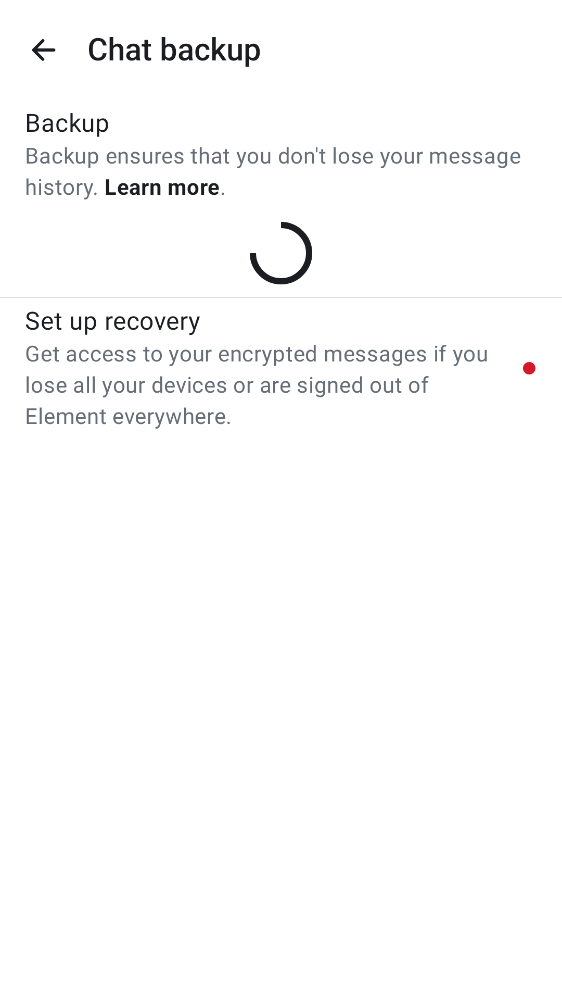 Chat backup
Backup
Backup ensures that you don't lose your message
history. Learn more.
Set up recovery
Get access to your encrypted messages if you
lose all your devices or are signed out of
Element everywhere.